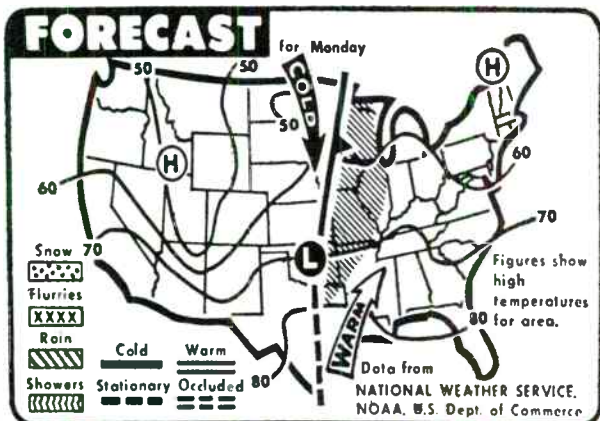 FORECAST
for Monday
50
50
COLD
H
50
H
60
60
70
70
L
Snow
Flurries
XXXX
Rain
Showers
Cold
Warm
Stationary
Occluded
80
WARM
Figures show
high
temperatures
for area.
80
Data from
NATIONAL WEATHER SERVICE,
NOAA, U.S. Dept. of Commerce